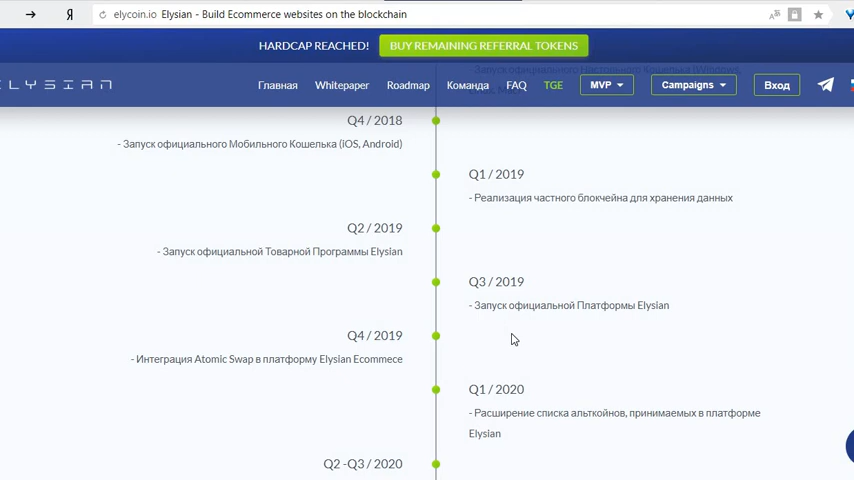 Я elycoin.io Elysian - Build Ecommerce websites on the blockchain
HARDCAP REACHED! BUY REMAINING REFERRAL TOKENS
ELYSIAN Главная Whitepaper Roadmap Команда FAQ TGE MVP Campaigns Вход
Q4 / 2018
- Запуск официального Мобильного Кошелька (iOS, Android)
Q1 / 2019
- Реализация частного блокчейна для хранения данных
Q2 / 2019
- Запуск официальной Товарной Программы Elysian
Q3 / 2019
- Запуск официальной Платформы Elysian
Q4 / 2019
- Интеграция Atomic Swap в платформу Elysian Ecommece
Q1 / 2020
- Расширение списка альткойнов, принимаемых в платформе
Elysian
Q2 -Q3 / 2020